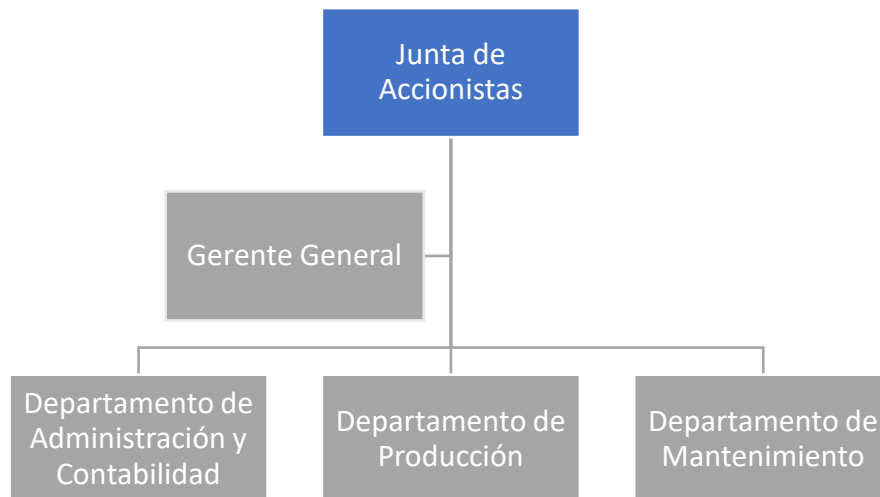 Junta de
Accionistas
Gerente General
Departamento de
Administración y
Contabilidad
Departamento de
Producción
Departamento de
Mantenimiento